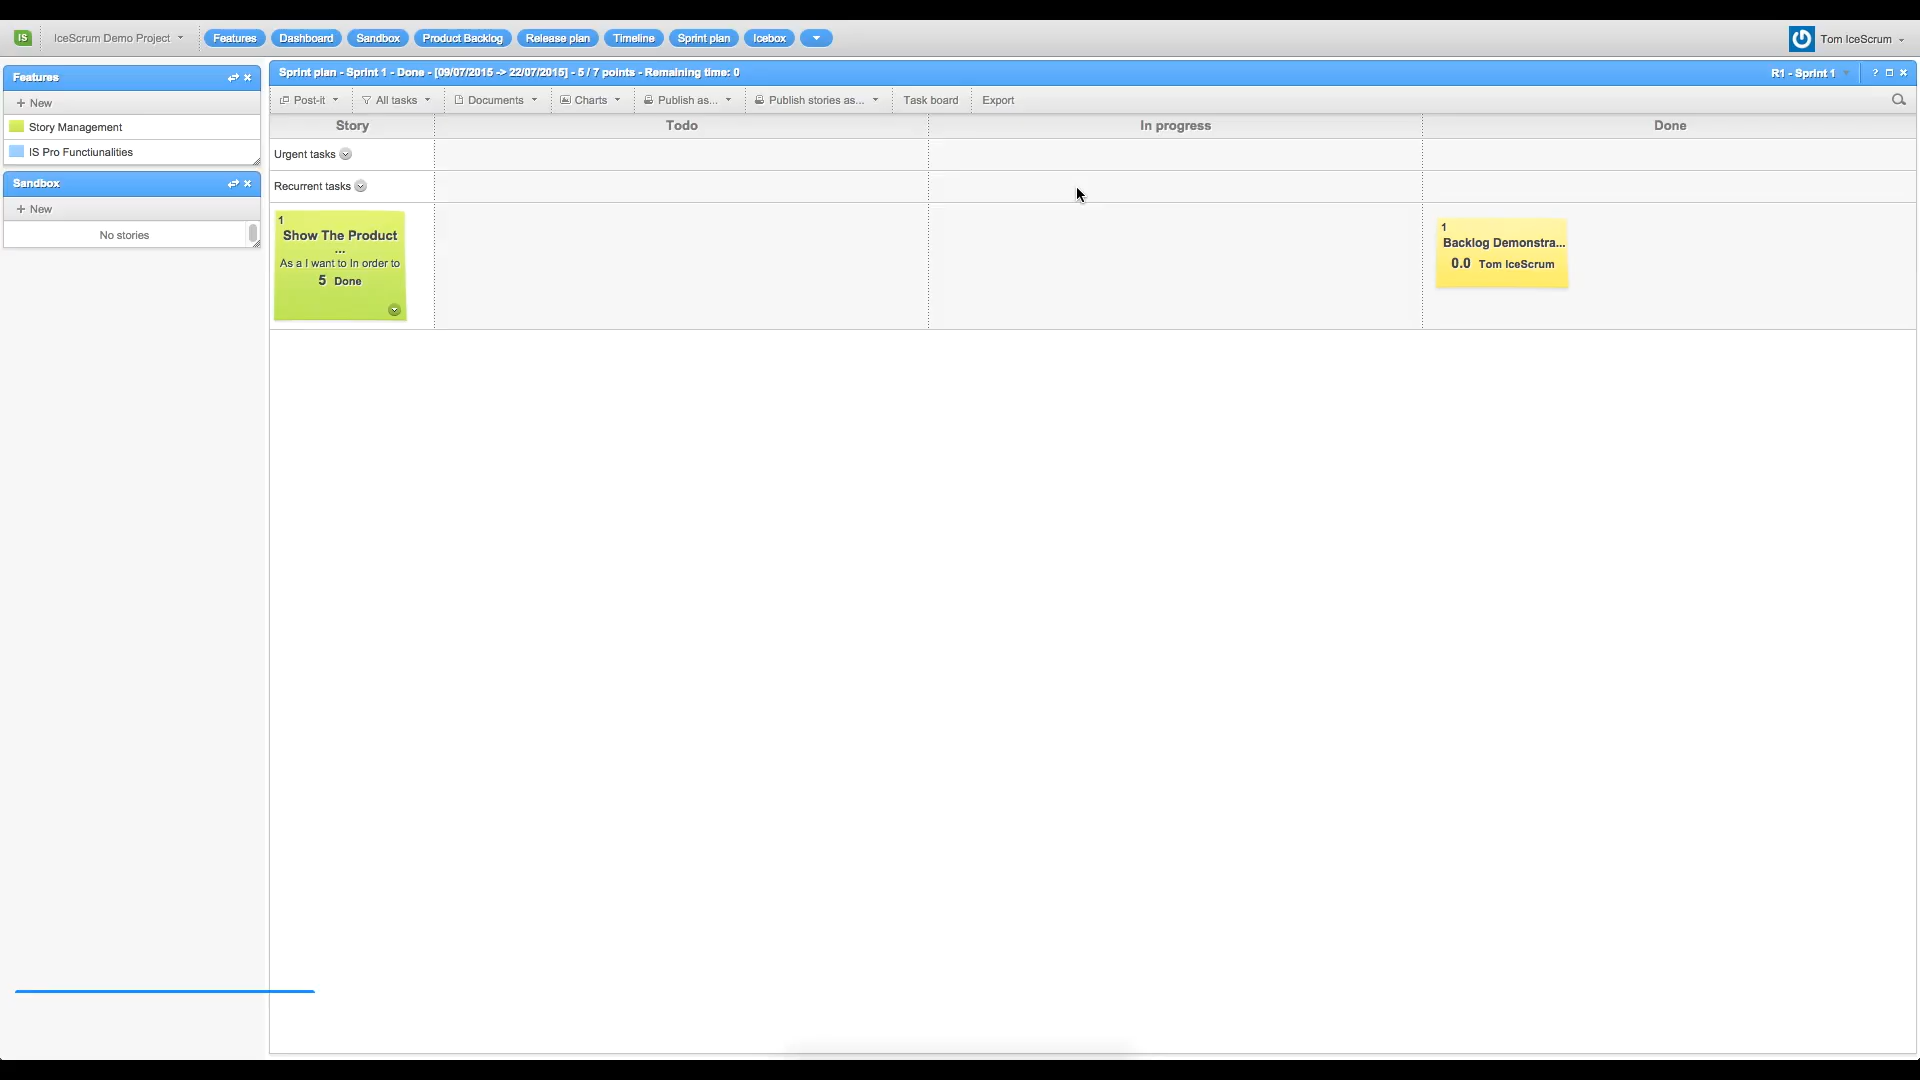 IS IceScrum Demo Project Features Dashboard Sandbox Product Backlog Release plan Timeline Sprint plan Icebox Tom IceScrum
Features
+ New
Story Management
IS Pro Functiunalities
Sandbox
+ New
No stories
Sprint plan - Sprint 1 - Done - [09/07/2015 -> 22/07/2015] - 5 / 7 points - Remaining time: 0 R1 - Sprint 1 ?
Post-it All tasks Documents Charts Publish as... Publish stories as... Task board Export
Story Todo In progress Done
Urgent tasks
Recurrent tasks
1
Show The Product
...
As a I want to In order to
5 Done
1
Backlog Demonstra...
0.0 Tom IceScrum